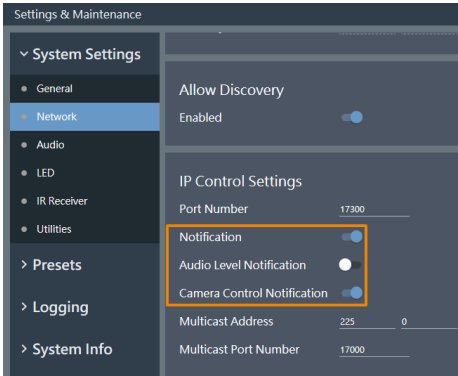 Settings & Maintenance
System Settings
General
Network
Audio
LED
IR Receiver
Utilities
Presets
Logging
System Info
Allow Discovery
Enabled
IP Control Settings
Port Number 17300
Notification
Audio Level Notification
Camera Control Notification
Multicast Address 225 0
Multicast Port Number 17000